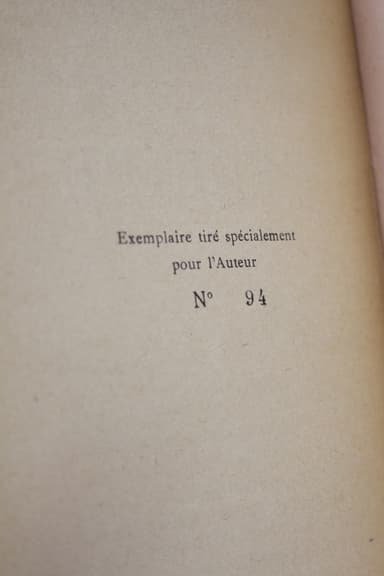 Exemplaire tiré spécialement
pour l'Auteur
N° 94